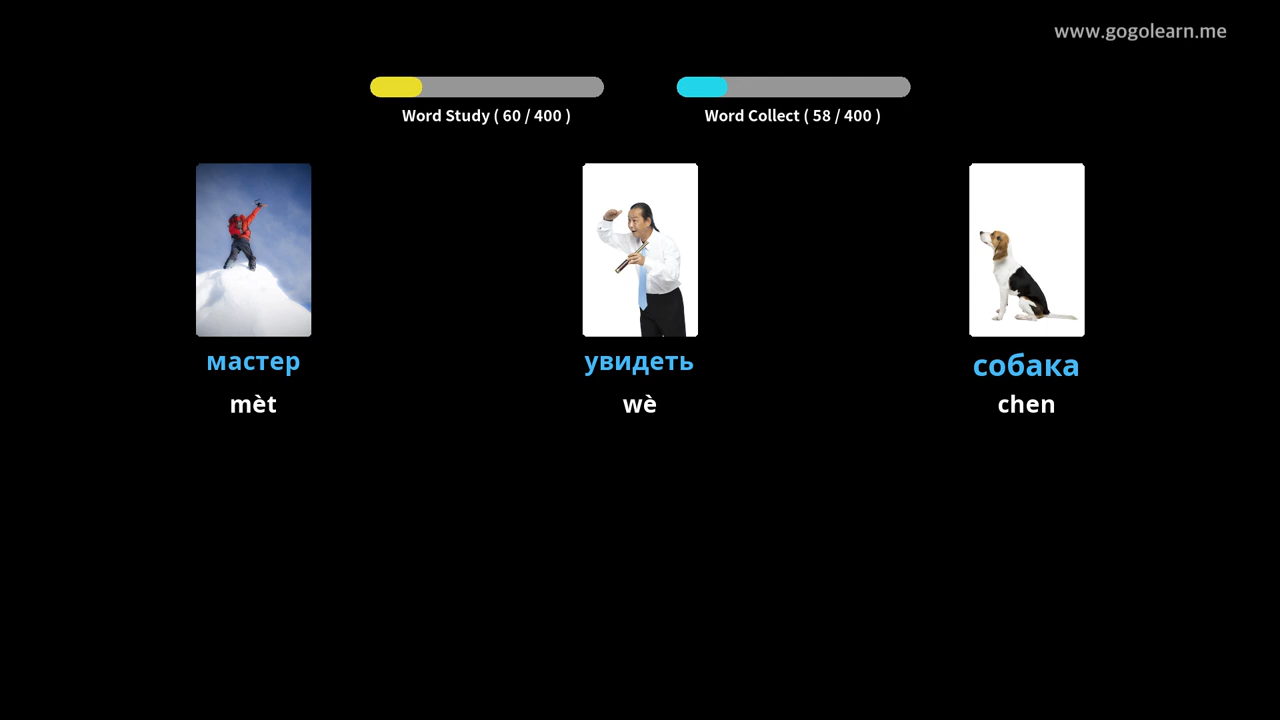 www.gogolearn.me
Word Study ( 60 / 400 )
Word Collect ( 58 / 400 )
мастер
увидеть
собака
mèt
wè
chen